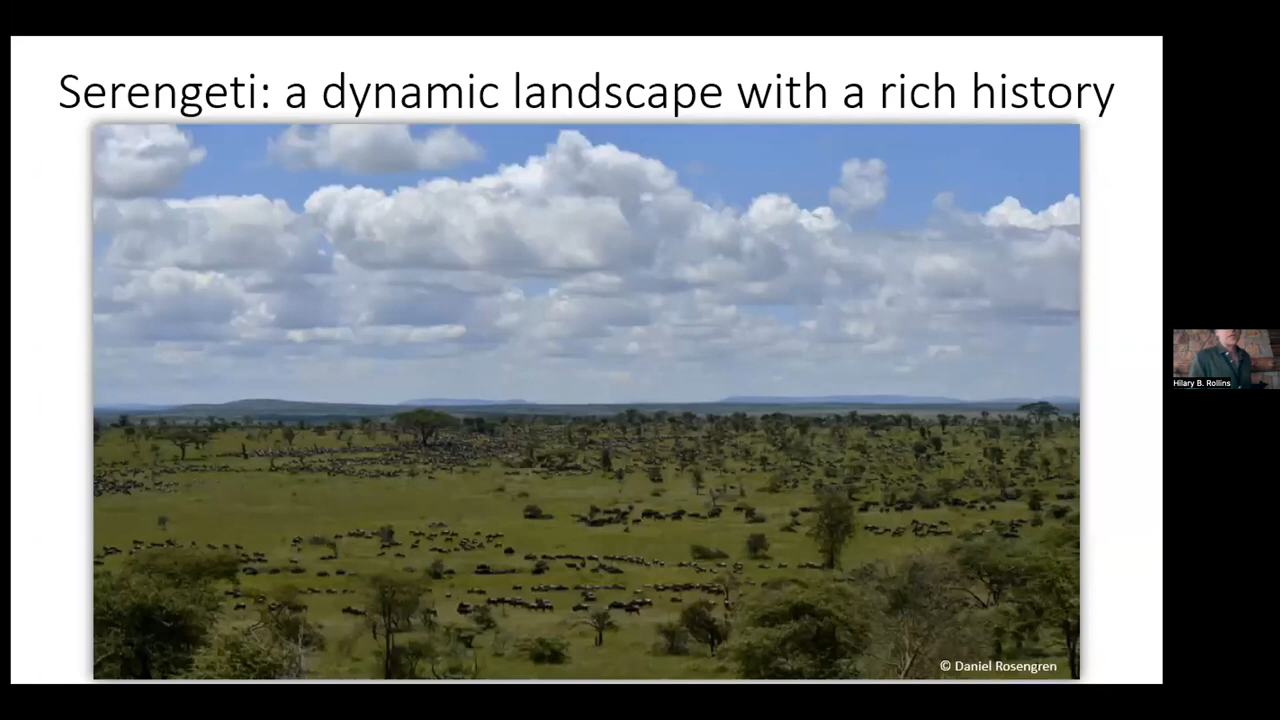 Serengeti: a dynamic landscape with a rich history
Hilary B. Rollins
© Daniel Rosengren